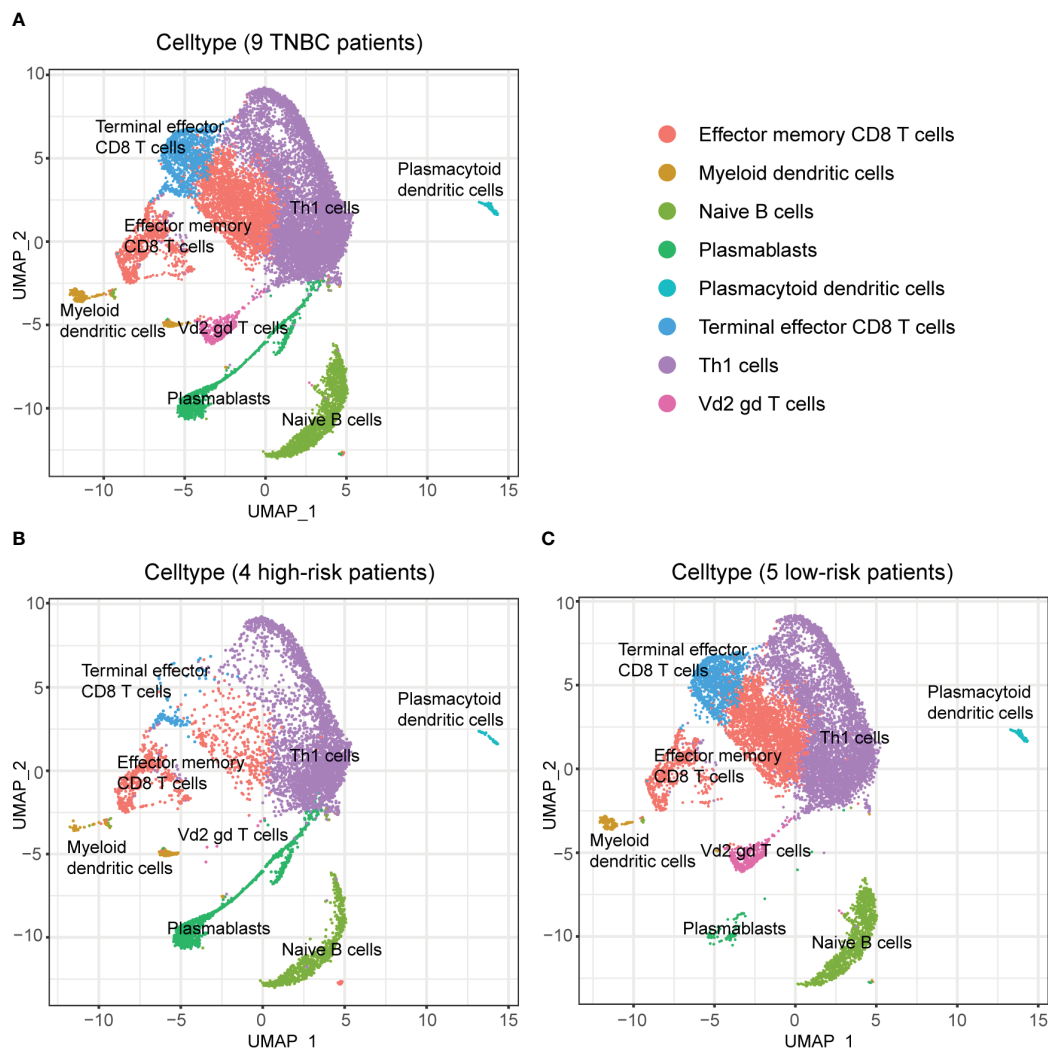 A
Celltype (9 TNBC patients)
10
5
0
−5
−10
UMAP_2
Terminal effector
CD8 T cells
Plasmacytoid
dendritic cells
Th1 cells
Effector memory
CD8 T cells
Myeloid
dendritic cells
Vd2 gd T cells
Plasmablasts
Naive B cells
−10
−5
0
5
10
15
UMAP_1
Effector memory CD8 T cells
Myeloid dendritic cells
Naive B cells
Plasmablasts
Plasmacytoid dendritic cells
Terminal effector CD8 T cells
Th1 cells
Vd2 gd T cells
B
Celltype (4 high-risk patients)
10
5
0
−5
−10
UMAP_2
Terminal effector
CD8 T cells
Plasmacytoid
dendritic cells
Th1 cells
Effector memory
CD8 T cells
Vd2 gd T cells
Myeloid
dendritic cells
Plasmablasts
Naive B cells
−10
−5
0
5
10
15
UMAP_1
C
Celltype (5 low-risk patients)
10
5
0
−5
−10
UMAP_2
Terminal effector
CD8 T cells
Plasmacytoid
dendritic cells
Th1 cells
Effector memory
CD8 T cells
Myeloid
dendritic cells
Vd2 gd T cells
Plasmablasts
Naive B cells
−10
−5
0
5
10
15
UMAP_1